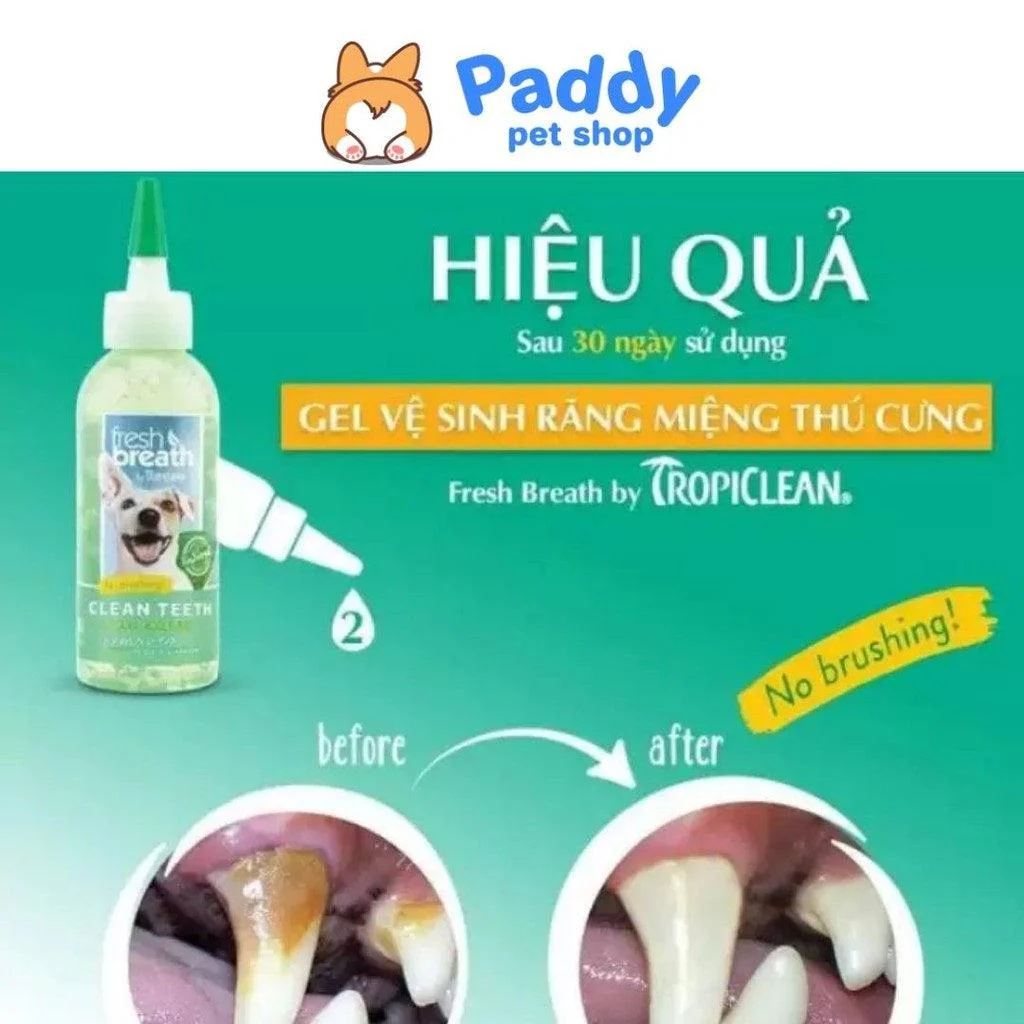 Paddy
pet shop
HIỆU QUẢ
Sau 30 ngày sử dụng
GEL VỆ SINH RĂNG MIỆNG THÚ CƯNG
Fresh Breath by TROPICLEAN®
fresh
breath
CLEAN TEETH
2
No brushing!
before
after